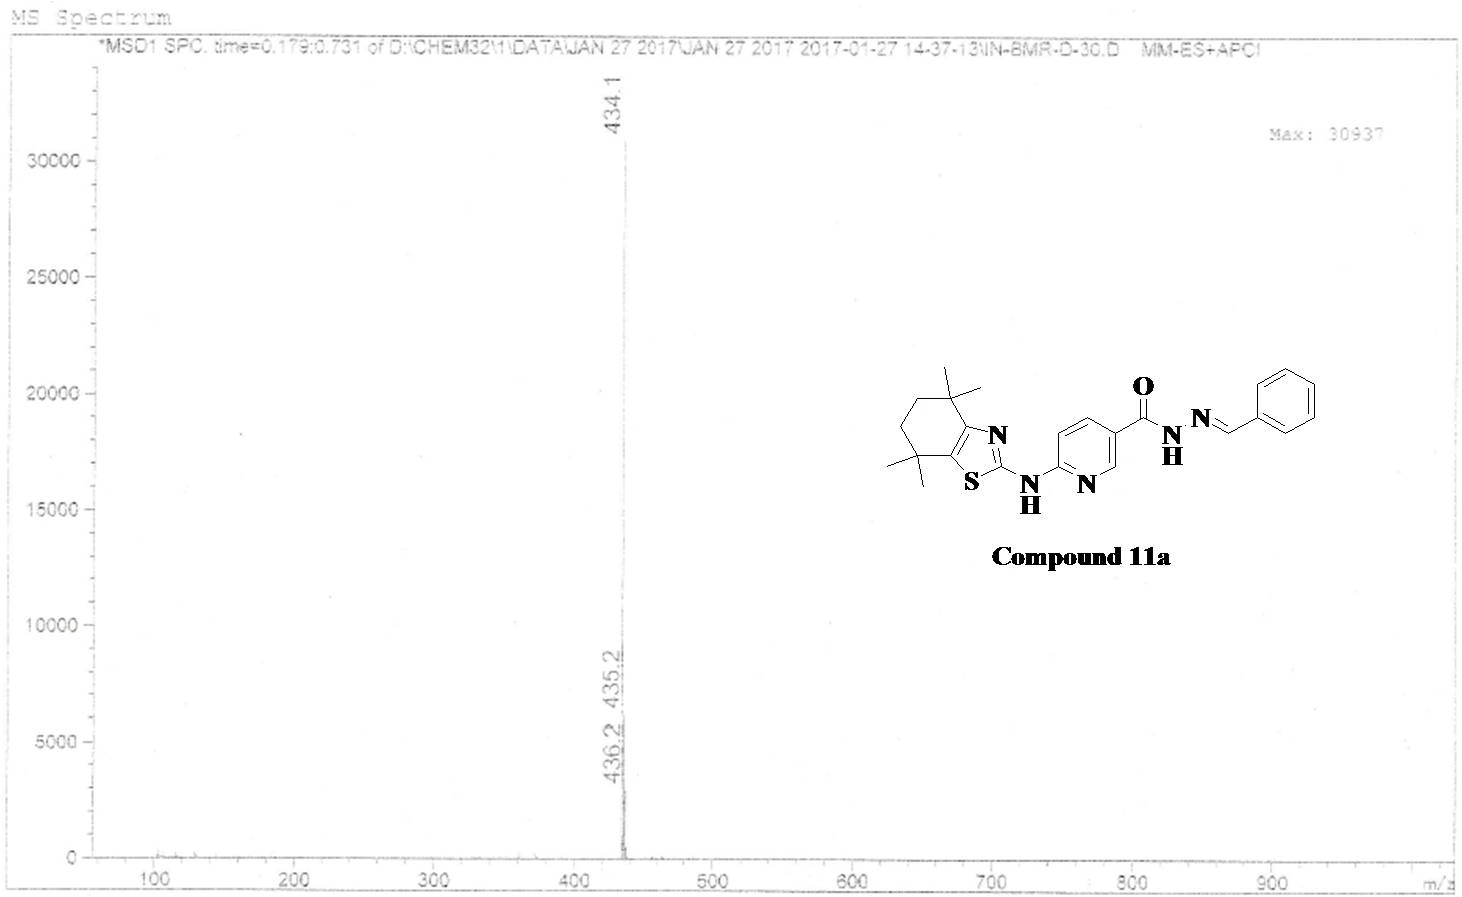 MS Spectrum
*MSD1 SPC, time=0.179:0.731 of D:\CHEM32\1\DATA\JAN 27 2017\JAN 27 2017 2017-01-27 14-37-13\IN-BMR-D-30.D MM-ES+APCI
434.1
Max: 30937
30000
25000
20000
15000
10000
5000
0
435.2
436.2
O
N
N
N
H
S
N
H
N
Compound 11a
100
200
300
400
500
600
700
800
900
m/z